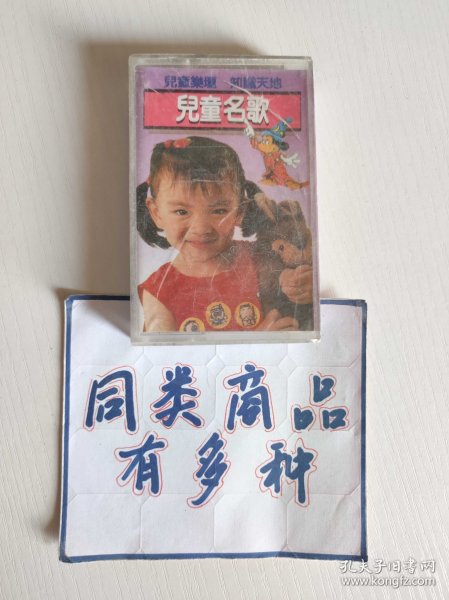 兒童樂園 知識天地
兒童名歌
同类商品
有多种
孔夫子旧书网
www.kongfz.com